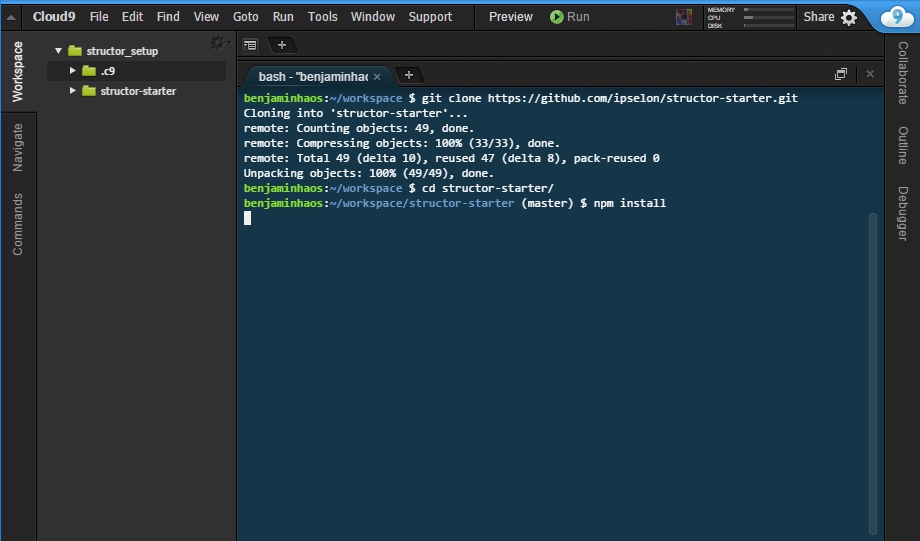 Cloud9 File Edit Find View Goto Run Tools Window Support Preview Run MEMORY CPU DISK Share 9
Workspace
Navigate
Commands
structor_setup
.c9
structor-starter
bash - "benjaminhao × +
benjaminhaos:~/workspace $ git clone https://github.com/ipselon/structor-starter.git
Cloning into 'structor-starter'...
remote: Counting objects: 49, done.
remote: Compressing objects: 100% (33/33), done.
remote: Total 49 (delta 10), reused 47 (delta 8), pack-reused 0
Unpacking objects: 100% (49/49), done.
benjaminhaos:~/workspace $ cd structor-starter/
benjaminhaos:~/workspace/structor-starter (master) $ npm install
Collaborate
Outline
Debugger